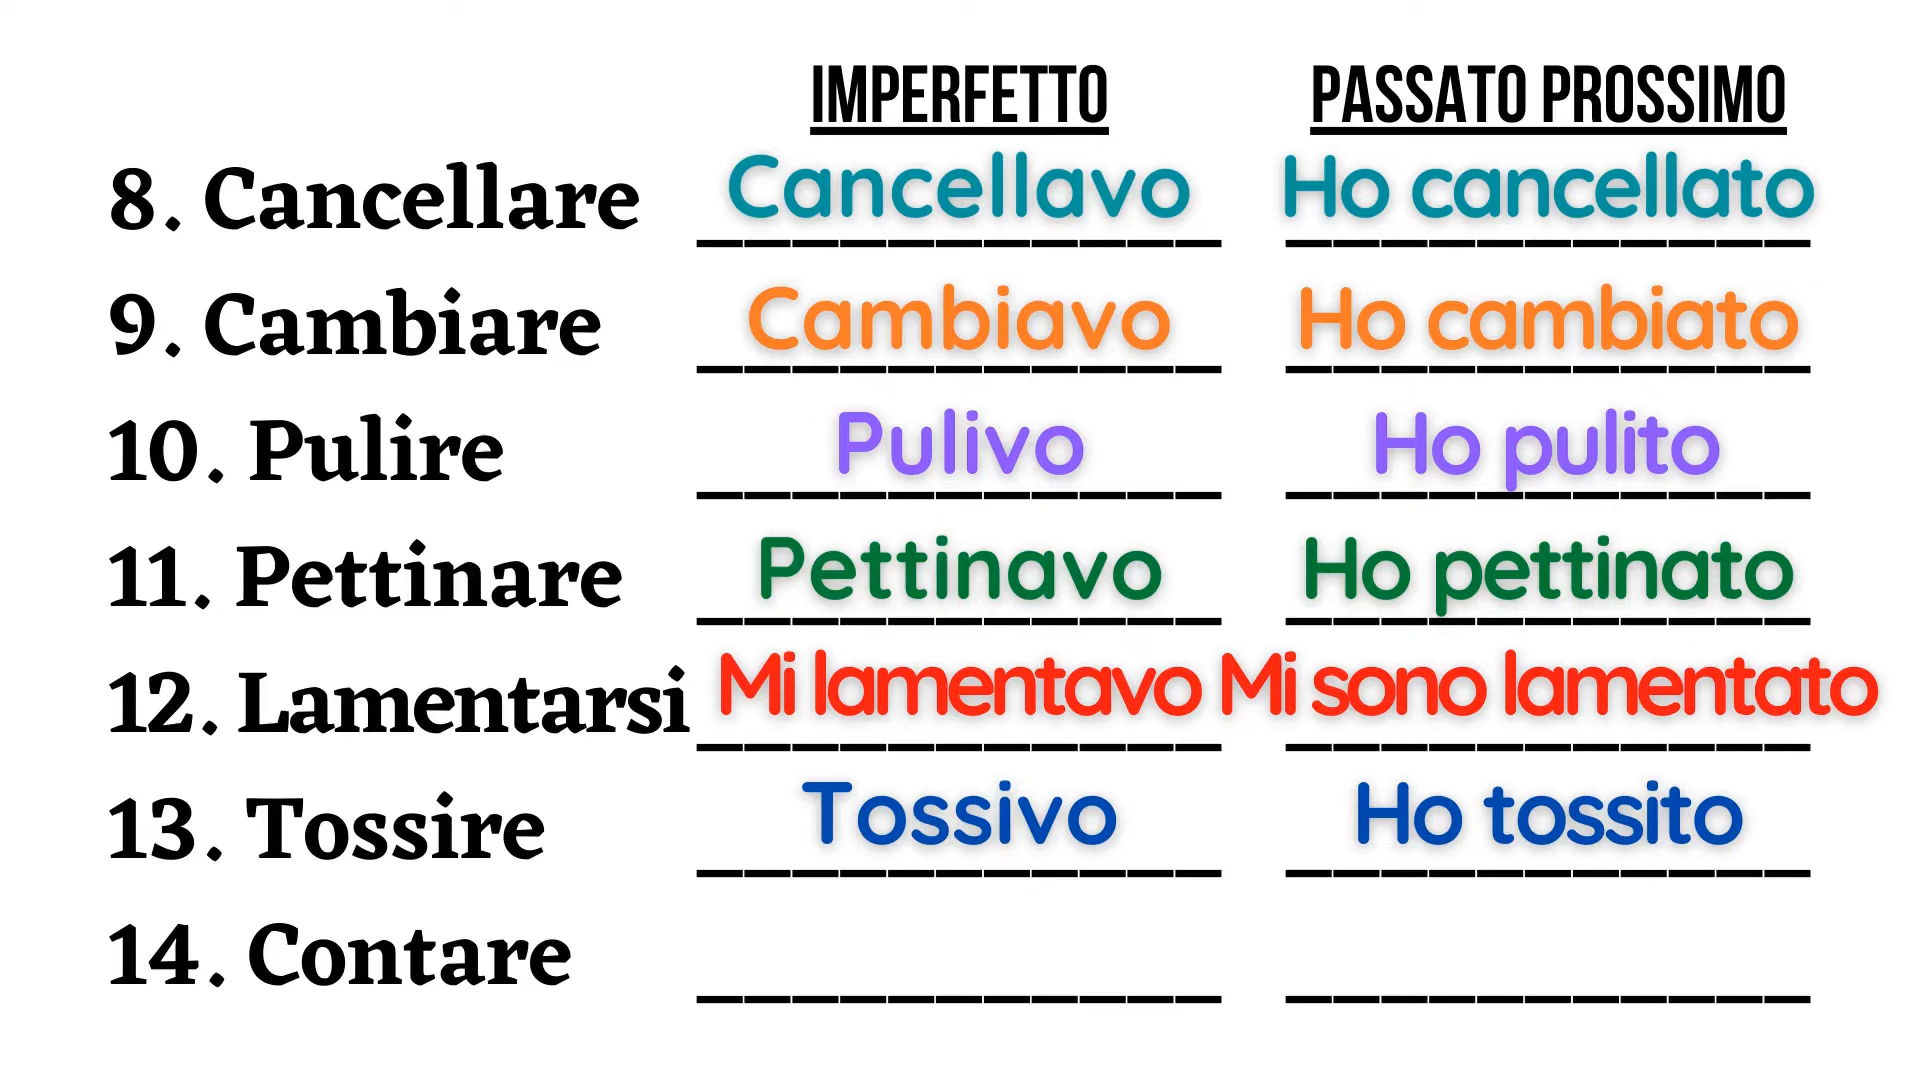 IMPERFETTO PASSATO PROSSIMO
8. Cancellare Cancellavo Ho cancellato
9. Cambiare Cambiavo Ho cambiato
10. Pulire Pulivo Ho pulito
11. Pettinare Pettinavo Ho pettinato
12. Lamentarsi Mi lamentavo Mi sono lamentato
13. Tossire Tossivo Ho tossito
14. Contare